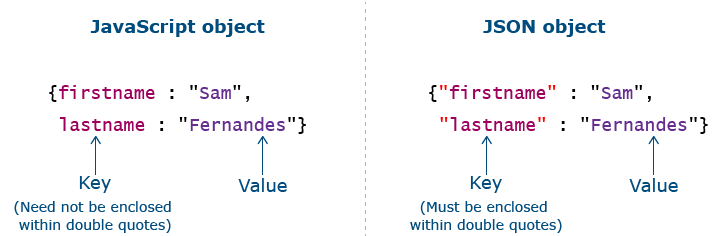 JavaScript object
{firstname : "Sam",
lastname : "Fernandes"}
Key
Value
(Need not be enclosed
within double quotes)
JSON object
{"firstname" : "Sam",
"lastname" : "Fernandes"}
Key
Value
(Must be enclosed
within double quotes)